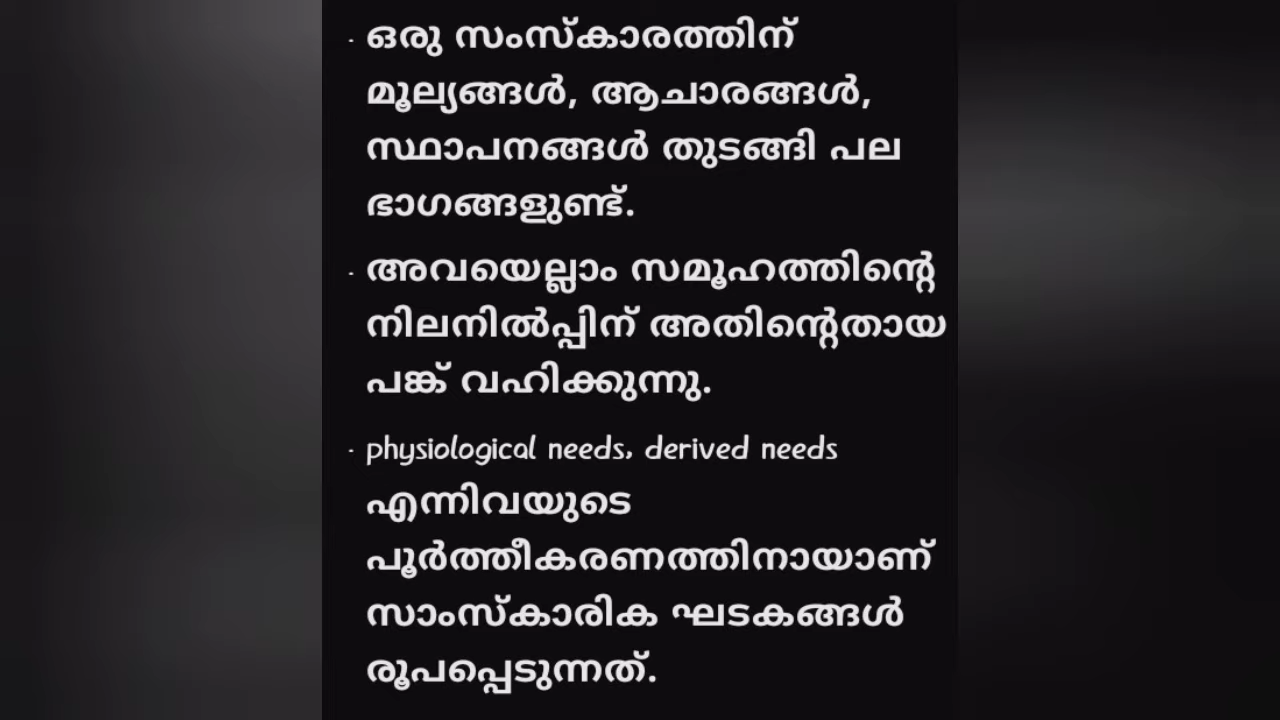 · ഒരു സംസ്കാരത്തിന്
മൂല്യങ്ങൾ, ആചാരങ്ങൾ,
സ്ഥാപനങ്ങൾ തുടങ്ങി പല
ഭാഗങ്ങളുണ്ട്.
· അവയെല്ലാം സമൂഹത്തിന്റെ
നിലനിൽപ്പിന് അതിന്റെതായ
പങ്ക് വഹിക്കുന്നു.
· physiological needs, derived needs
എന്നിവയുടെ
പൂർത്തീകരണത്തിനായാണ്
സാംസ്കാരിക ഘടകങ്ങൾ
രൂപപ്പെടുന്നത്.